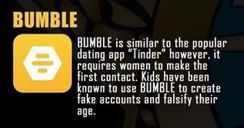 BUMBLE
BUMBLE is similar to the popular
dating app "Tinder" however, it
requires women to make the
first contact. Kids have been
known to use BUMBLE to create
fake accounts and falsify their
age.